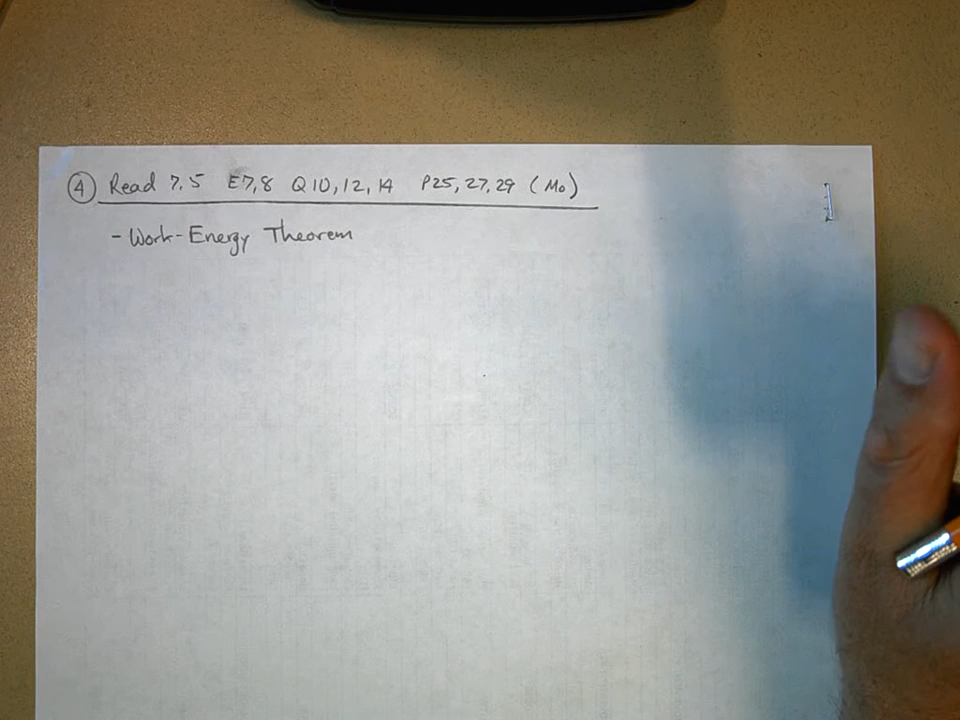 ④ Read 7.5 E7,8 Q10,12,14 P25,27,29 (Mo)
- Work-Energy Theorem